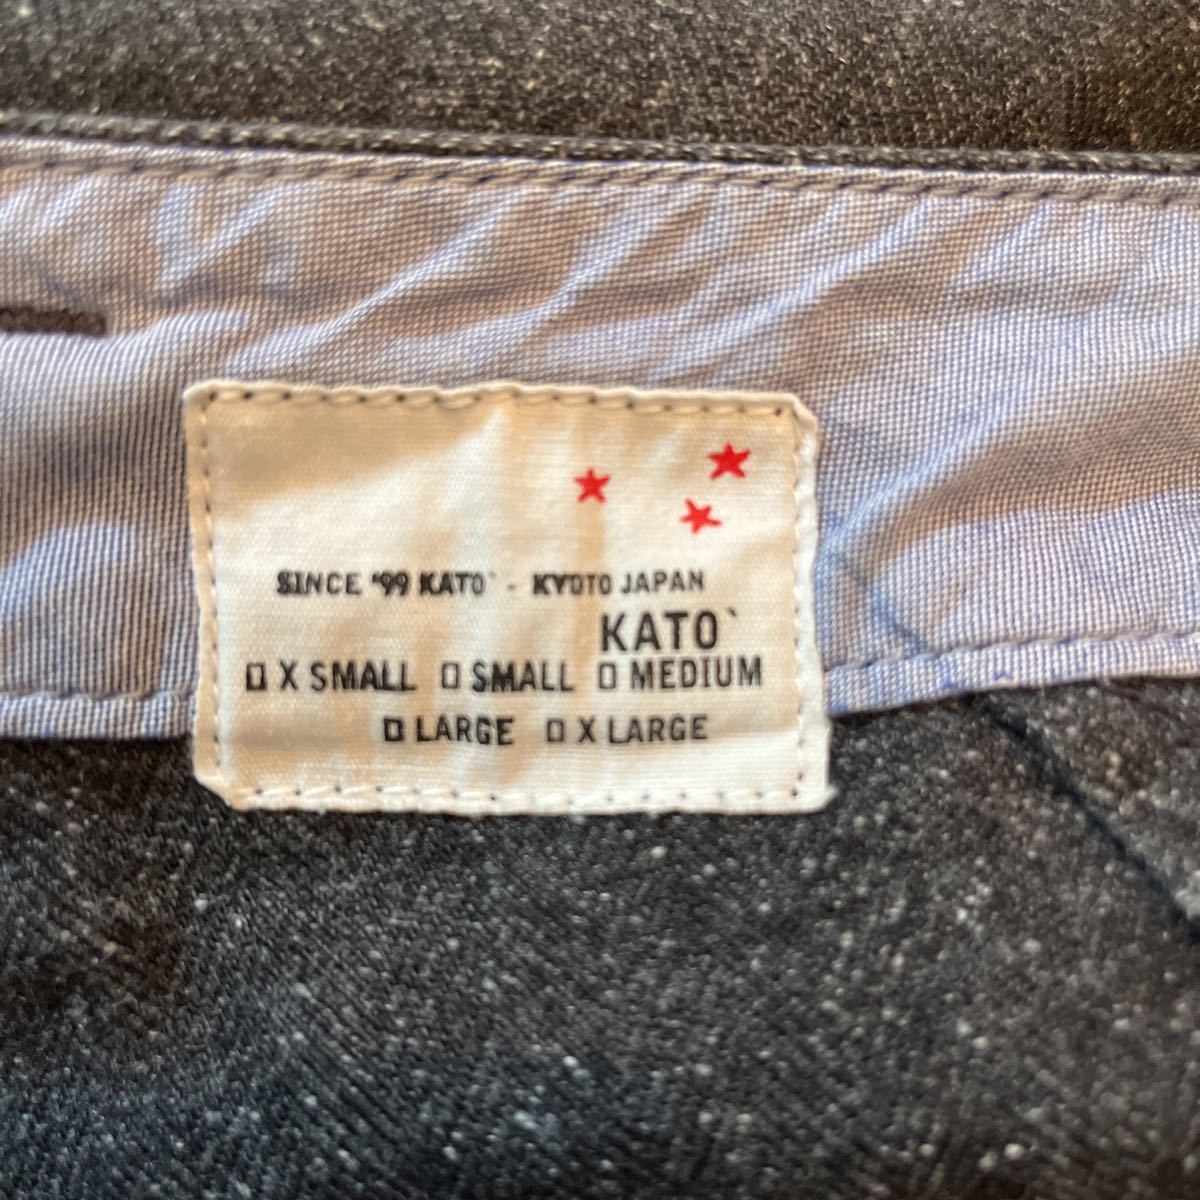 SINCE '99 KATO` - KYOTO JAPAN
KATO`
X SMALL SMALL MEDIUM
LARGE X LARGE